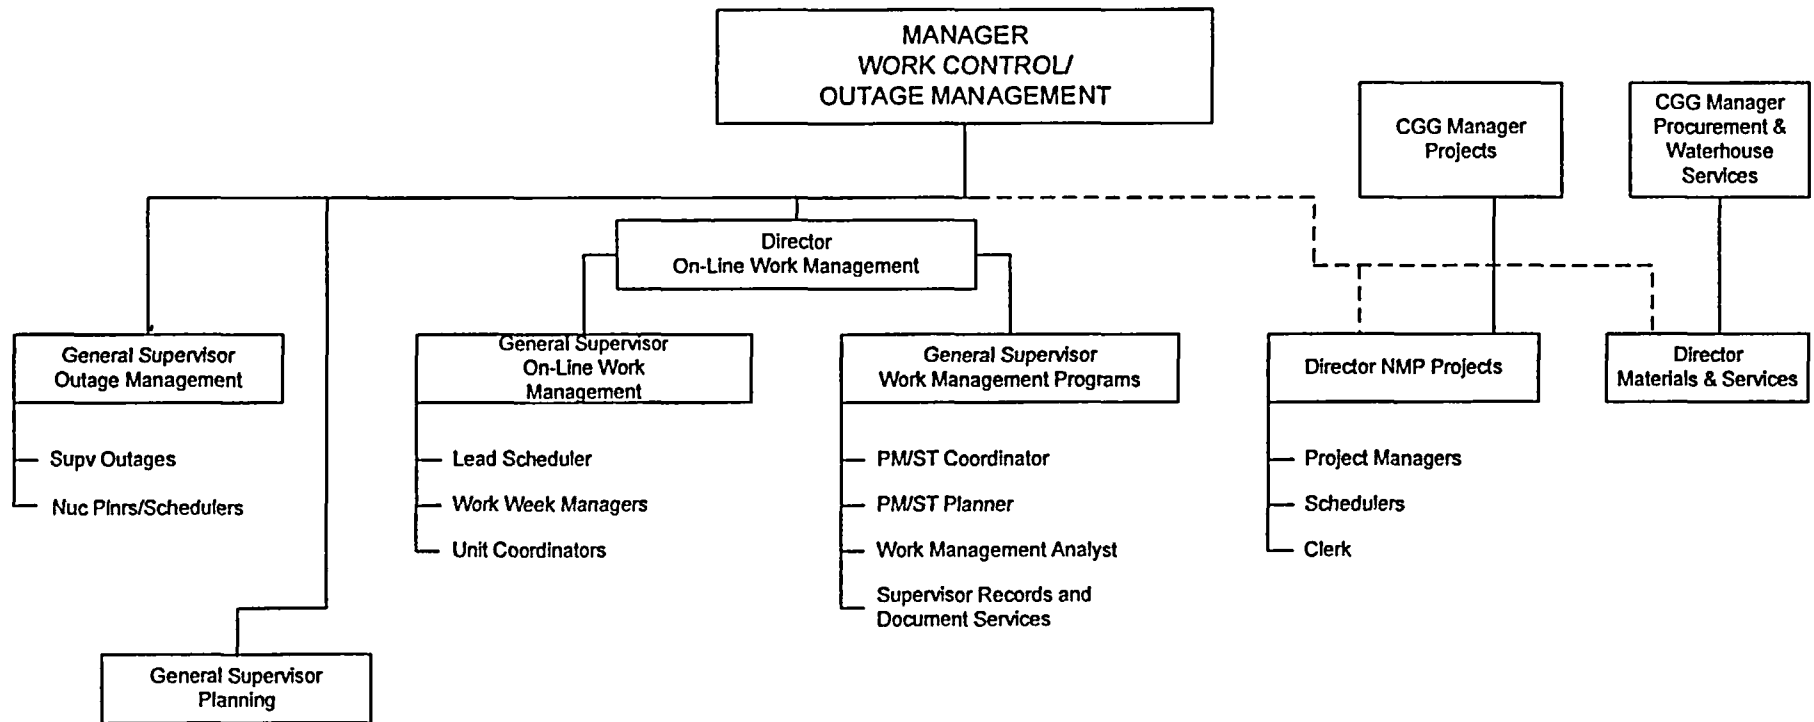 MANAGER
WORK CONTROL/
OUTAGE MANAGEMENT
CGG Manager
Projects
CGG Manager
Procurement &
Waterhouse
Services
Director
On-Line Work Management
General Supervisor
Outage Management
General Supervisor
On-Line Work
Management
General Supervisor
Work Management Programs
Director NMP Projects
Director
Materials & Services
Supv Outages
Nuc Plnrs/Schedulers
Lead Scheduler
Work Week Managers
Unit Coordinators
PM/ST Coordinator
PM/ST Planner
Work Management Analyst
Supervisor Records and
Document Services
Project Managers
Schedulers
Clerk
General Supervisor
Planning